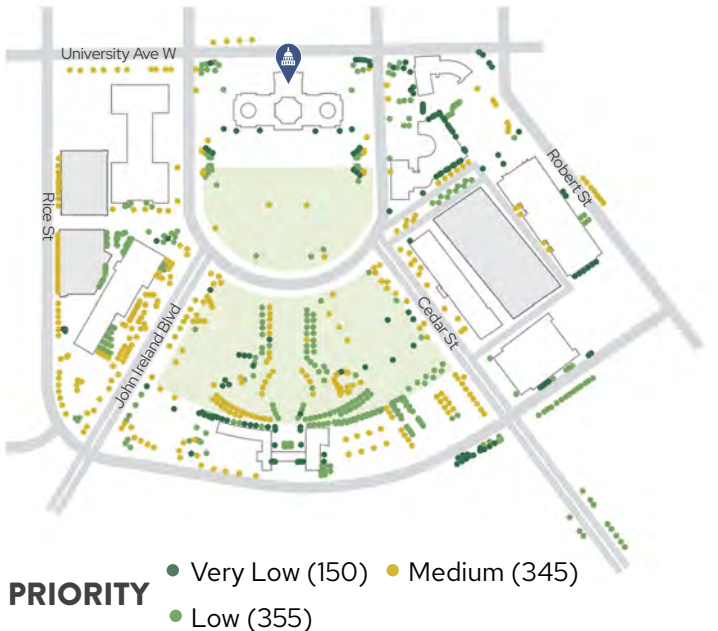 University Ave W
Rice St
Robert St
John Ireland Blvd
Cedar St
PRIORITY
Very Low (150)
Medium (345)
Low (355)